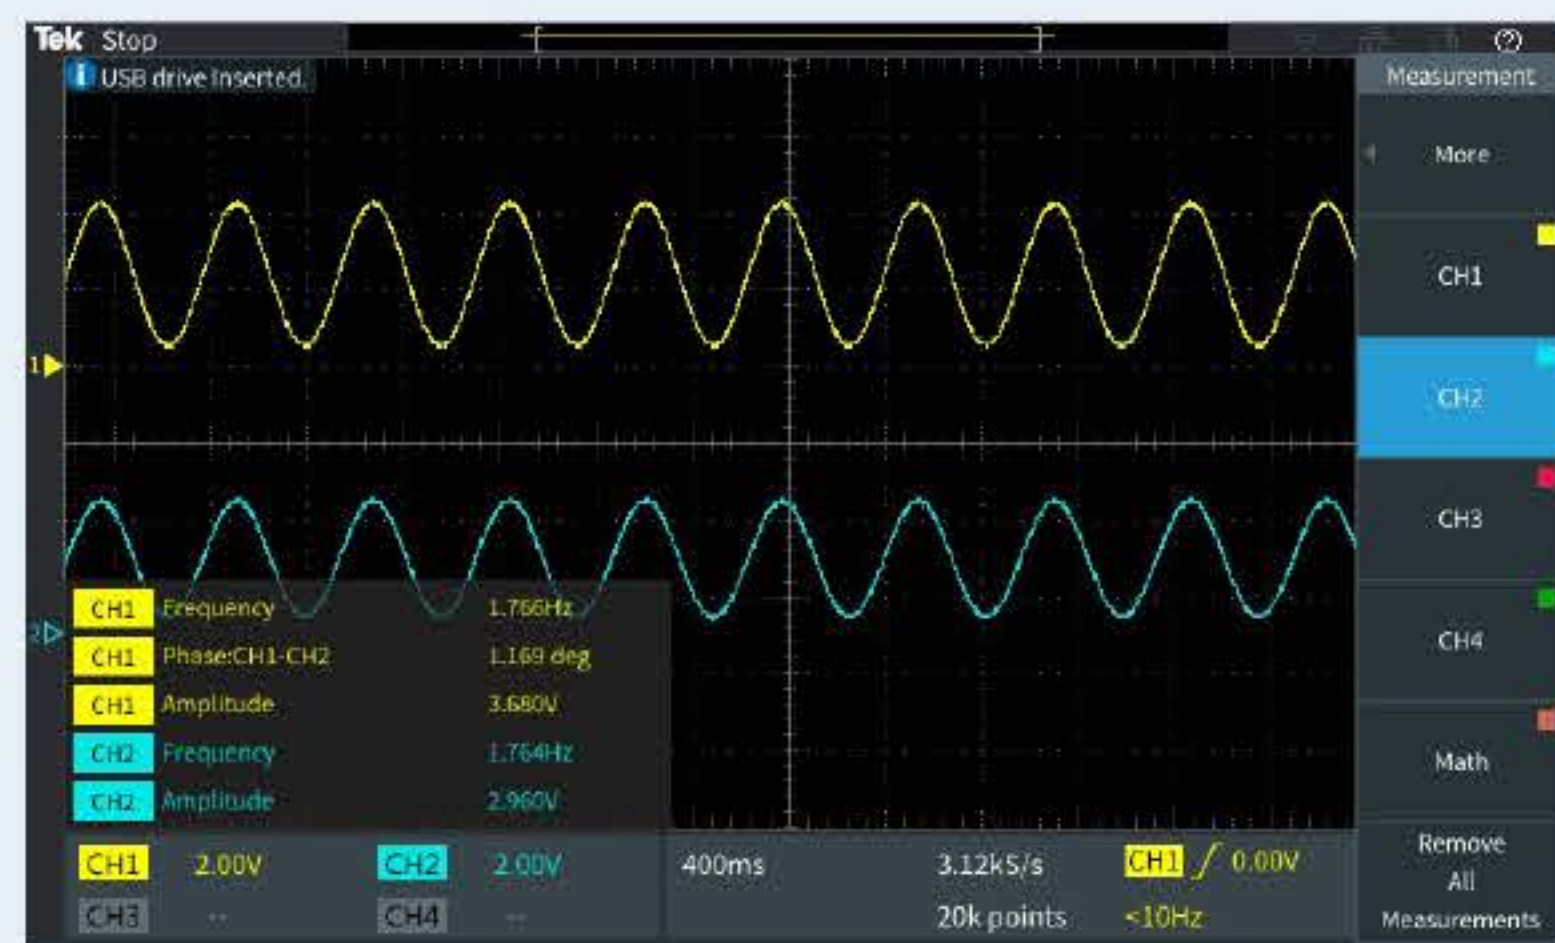 Tek Stop
i USB drive Inserted.
Measurement
More
CH1
CH2
CH3
CH4
Math
Remove
All
Measurements
1
2
CH1 Frequency 1.766Hz
CH1 Phase:CH1-CH2 1.169 deg
CH1 Amplitude 3.680V
CH2 Frequency 1.764Hz
CH2 Amplitude 2.960V
CH1 2.00V CH2 2.00V 400ms 3.12kS/s CH1 0.00V
CH3 -- CH4 -- 20k points <10Hz